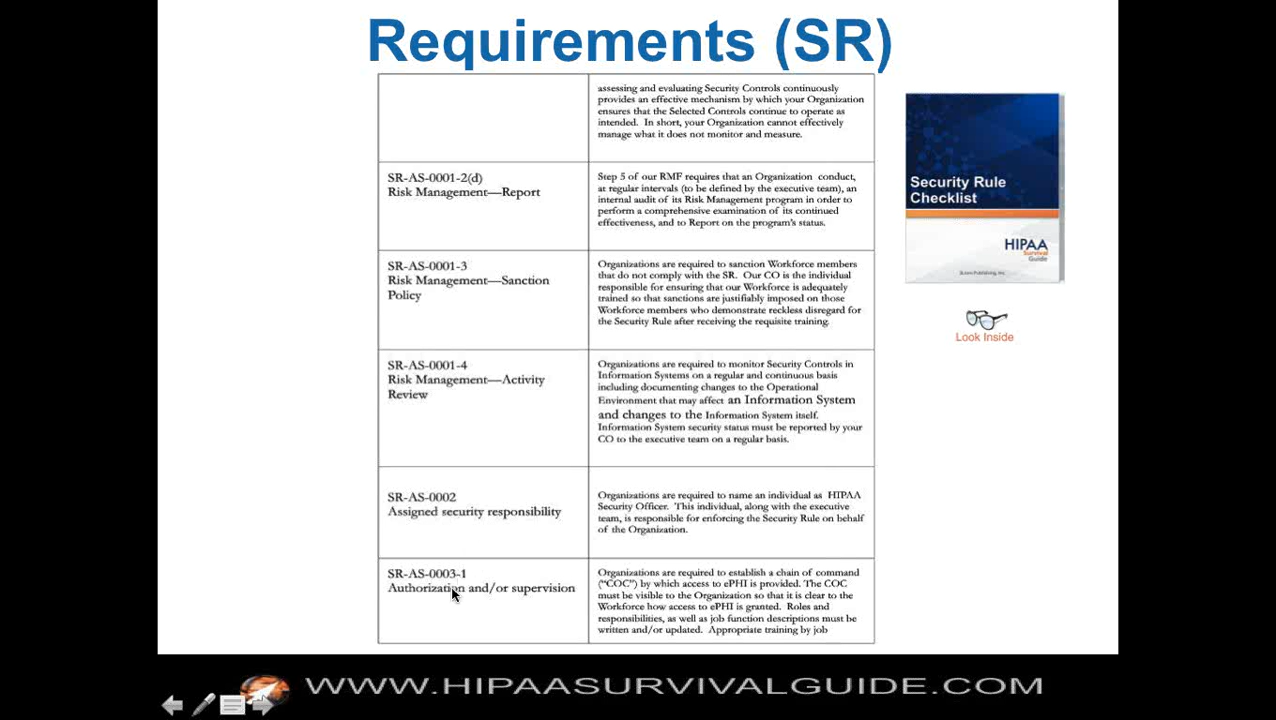 Requirements (SR)
assessing and evaluating Security Controls continuously
provides an effective mechanism by which your Organization
ensures that the Selected Controls continue to operate as
intended. In short, your Organization cannot effectively
manage what it does not monitor and measure.
SR-AS-0001-2(d)
Risk Management—Report
Step 5 of our RMF requires that an Organization conduct,
at regular intervals (to be defined by the executive team), an
internal audit of its Risk Management program in order to
perform a comprehensive examination of its continued
effectiveness, and to Report on the program's status.
SR-AS-0001-3
Risk Management—Sanction
Policy
Organizations are required to sanction Workforce members
that do not comply with the SR. Our CO is the individual
responsible for ensuring that our Workforce is adequately
trained so that sanctions are justifiably imposed on those
Workforce members who demonstrate reckless disregard for
the Security Rule after receiving the requisite training.
SR-AS-0001-4
Risk Management—Activity
Review
Organizations are required to monitor Security Controls in
Information Systems on a regular and continuous basis
including documenting changes to the Operational
Environment that may affect an Information System
and changes to the Information System itself.
Information System security status must be reported by your
CO to the executive team on a regular basis.
SR-AS-0002
Assigned security responsibility
Organizations are required to name an individual as HIPAA
Security Officer. This individual, along with the executive
team, is responsible for enforcing the Security Rule on behalf
of the Organization.
SR-AS-0003-1
Authorization and/or supervision
Organizations are required to establish a chain of command
("COC") by which access to ePHI is provided. The COC
must be visible to the Organization so that it is clear to the
Workforce how access to ePHI is granted. Roles and
responsibilities, as well as job function descriptions must be
written and/or updated. Appropriate training by job
Security Rule
Checklist
HIPAA
Survival
Guide
Look Inside
WWW.HIPAASURVIVALGUIDE.COM